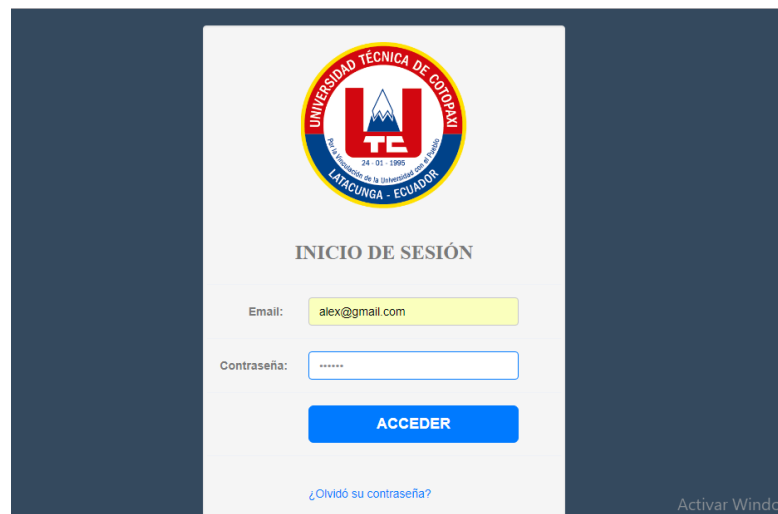 UNIVERSIDAD TÉCNICA DE COTOPAXI
UTC
24 - 01 - 1995
Por la Vinculación de la Universidad con el Pueblo
LATACUNGA - ECUADOR
INICIO DE SESIÓN
Email: alex@gmail.com
Contraseña: ······
ACCEDER
¿Olvidó su contraseña?
Activar Windo